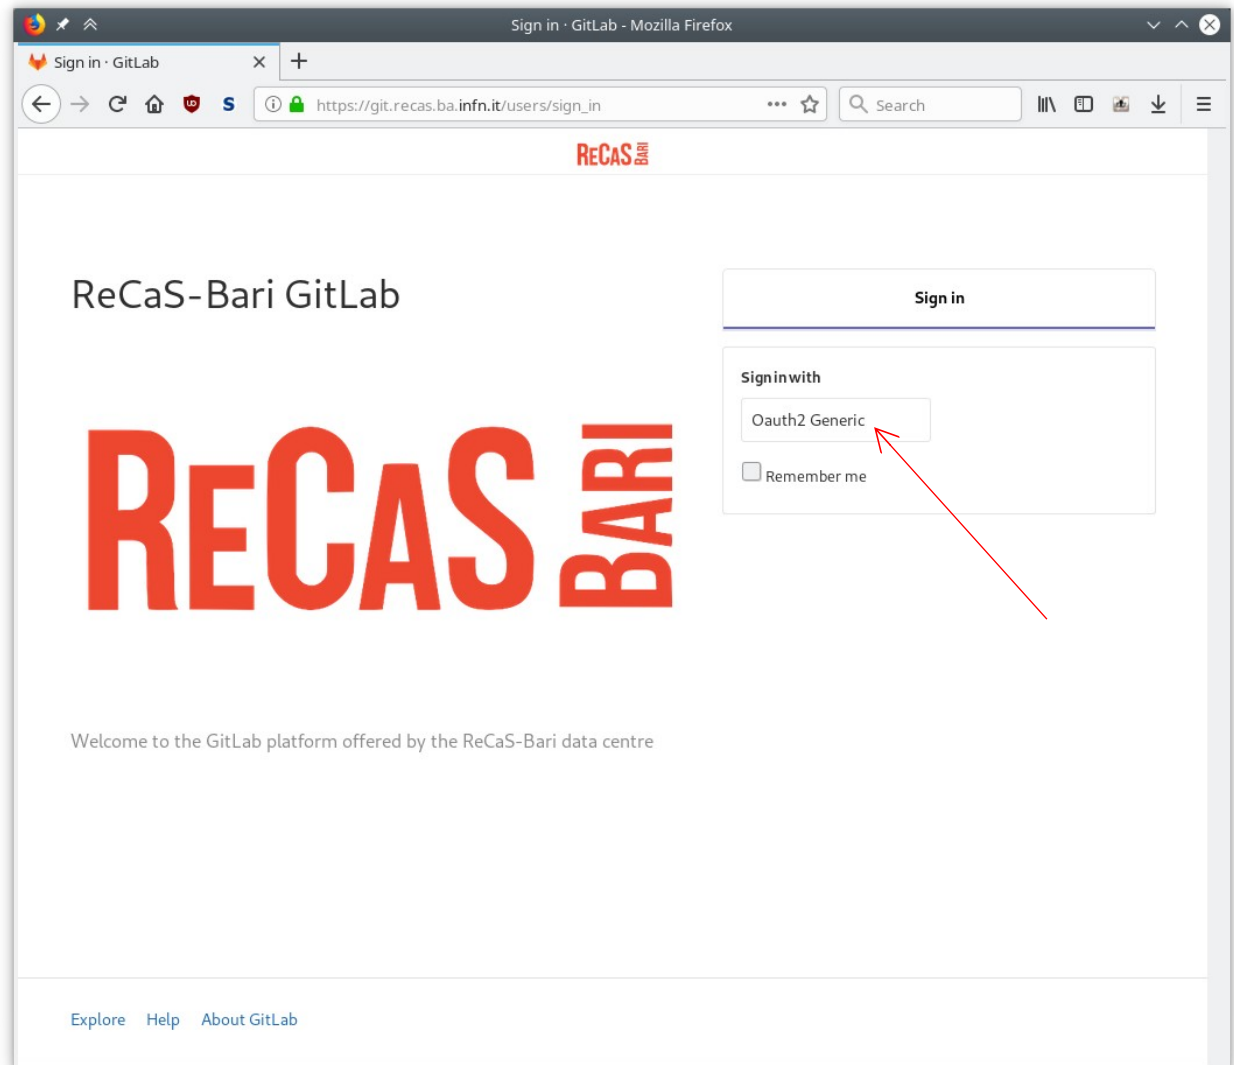 Sign in · GitLab - Mozilla Firefox
Sign in · GitLab
https://git.recas.ba.infn.it/users/sign_in
Search
RECAS BARI
ReCaS-Bari GitLab
Sign in
Sign in with
Oauth2 Generic
Remember me
RECAS BARI
Welcome to the GitLab platform offered by the ReCaS-Bari data centre
Explore Help About GitLab